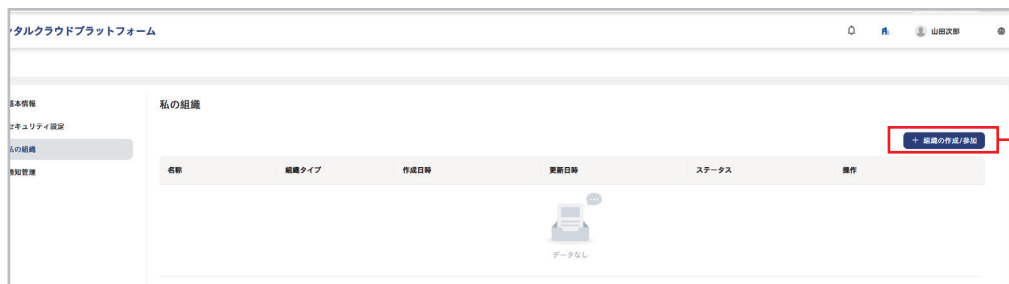 タルクラウドプラットフォーム
山田次郎
基本情報
セキュリティ設定
私の組織
通知管理
私の組織
+ 組織の作成/参加
名称 組織タイプ 作成日時 更新日時 ステータス 操作
データなし